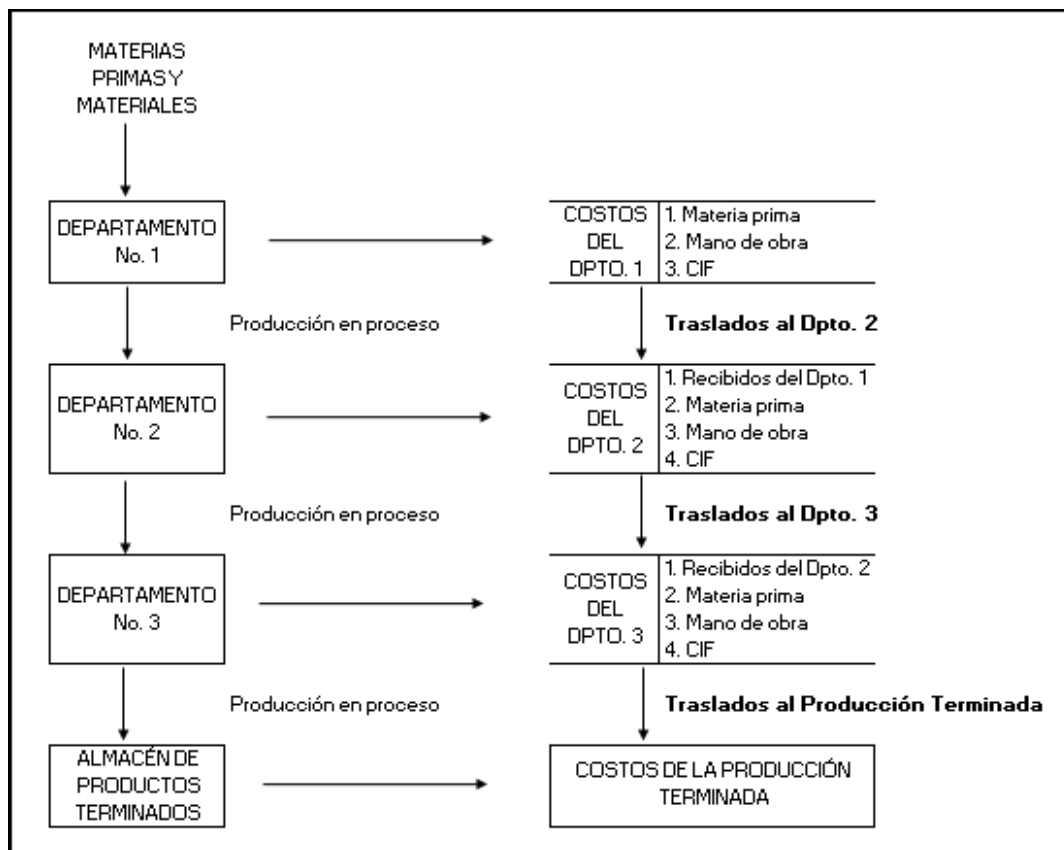 MATERIAS
PRIMAS Y
MATERIALES
DEPARTAMENTO
No. 1
COSTOS
DEL
DPTO. 1
1. Materia prima
2. Mano de obra
3. CIF
Producción en proceso
Traslados al Dpto. 2
DEPARTAMENTO
No. 2
COSTOS
DEL
DPTO. 2
1. Recibidos del Dpto. 1
2. Materia prima
3. Mano de obra
4. CIF
Producción en proceso
Traslados al Dpto. 3
DEPARTAMENTO
No. 3
COSTOS
DEL
DPTO. 3
1. Recibidos del Dpto. 2
2. Materia prima
3. Mano de obra
4. CIF
Producción en proceso
Traslados al Producción Terminada
ALMACÉN DE
PRODUCTOS
TERMINADOS
COSTOS DE LA PRODUCCIÓN
TERMINADA